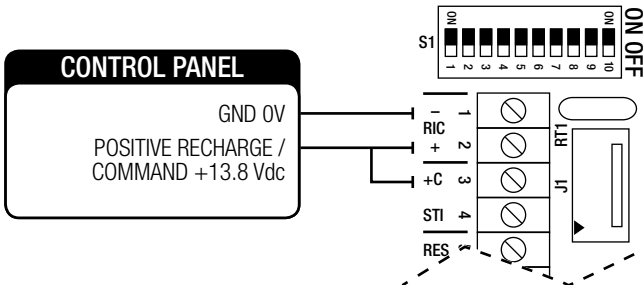 ON ON
S1
1 2 3 4 5 6 7 8 9 10
ON OFF
CONTROL PANEL
GND 0V
POSITIVE RECHARGE /
COMMAND +13.8 Vdc
– 1
RIC
+ 2
+C 3
STI 4
RES
RT1
J1